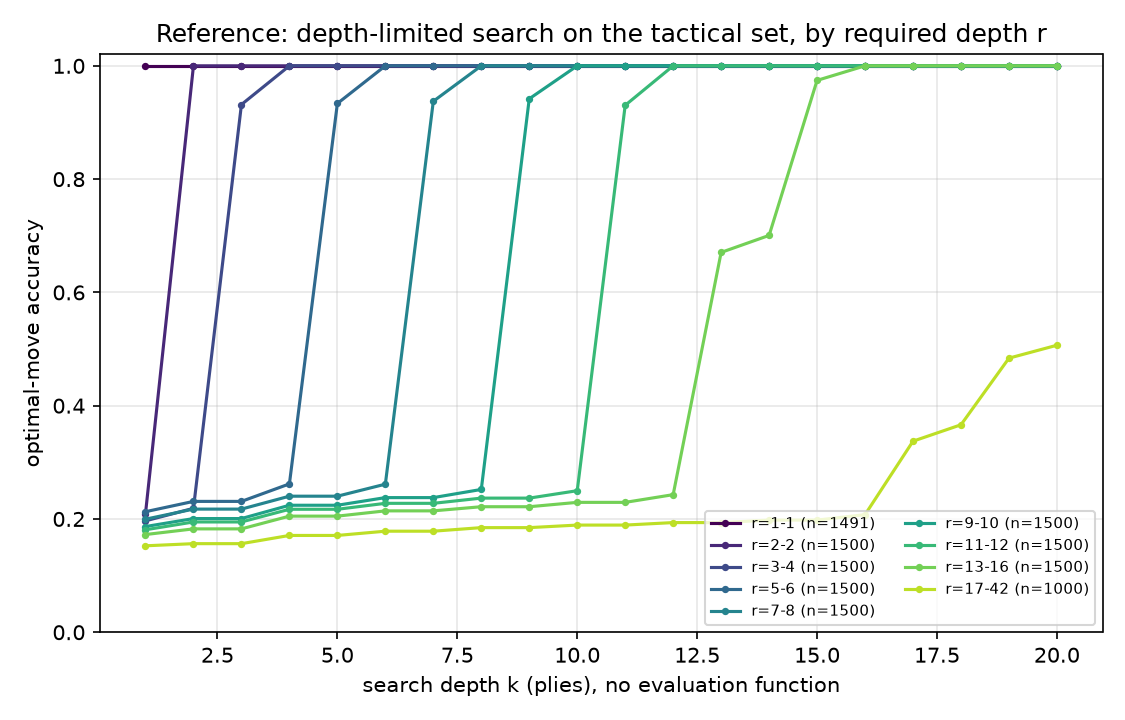 Reference: depth-limited search on the tactical set, by required depth r
optimal-move accuracy
1.0
0.8
0.6
0.4
0.2
0.0
r=1-1 (n=1491)
r=2-2 (n=1500)
r=3-4 (n=1500)
r=5-6 (n=1500)
r=7-8 (n=1500)
r=9-10 (n=1500)
r=11-12 (n=1500)
r=13-16 (n=1500)
r=17-42 (n=1000)
2.5 5.0 7.5 10.0 12.5 15.0 17.5 20.0
search depth k (plies), no evaluation function